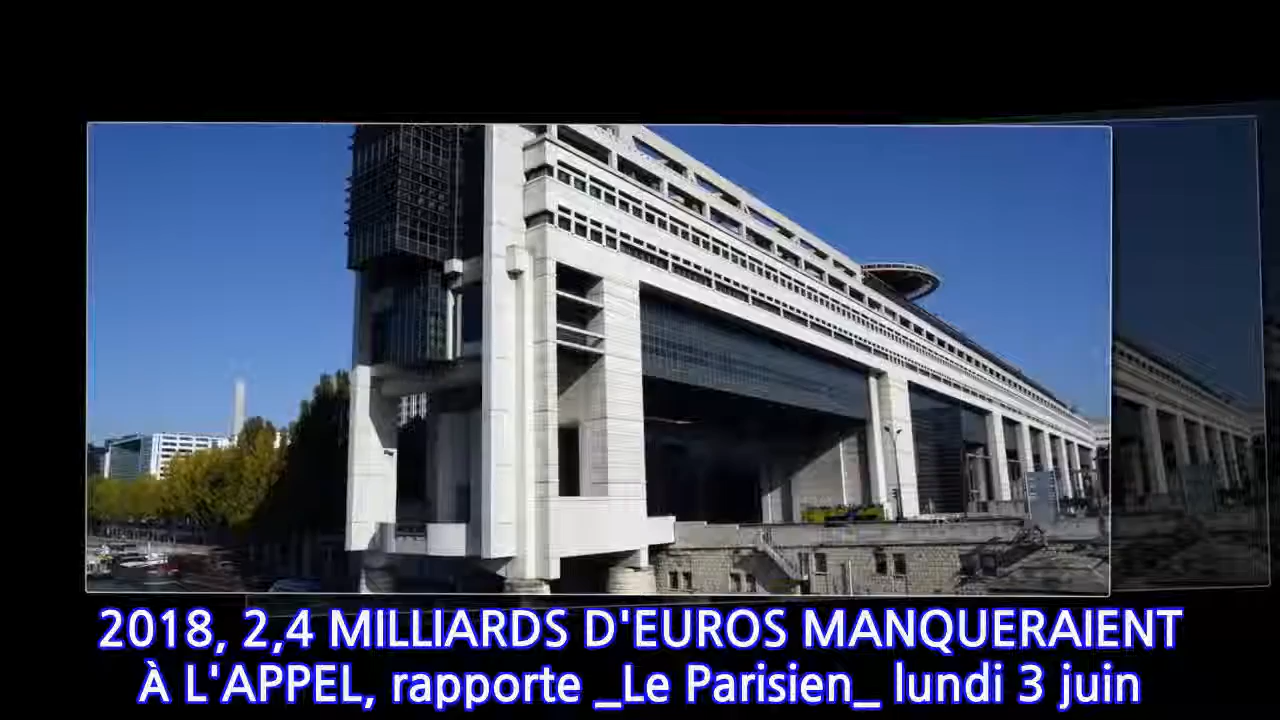 2018, 2,4 MILLIARDS D'EUROS MANQUERAIENT
À L'APPEL, rapporte _Le Parisien_ lundi 3 juin